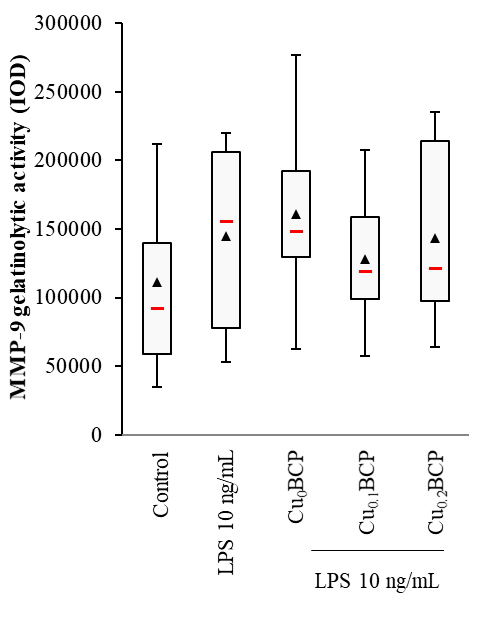 MMP-9 gelatinolytic activity (IOD)
300000
250000
200000
150000
100000
50000
0
Control
LPS 10 ng/mL
Cu0BCP
Cu0.1BCP
Cu0.2BCP
LPS 10 ng/mL